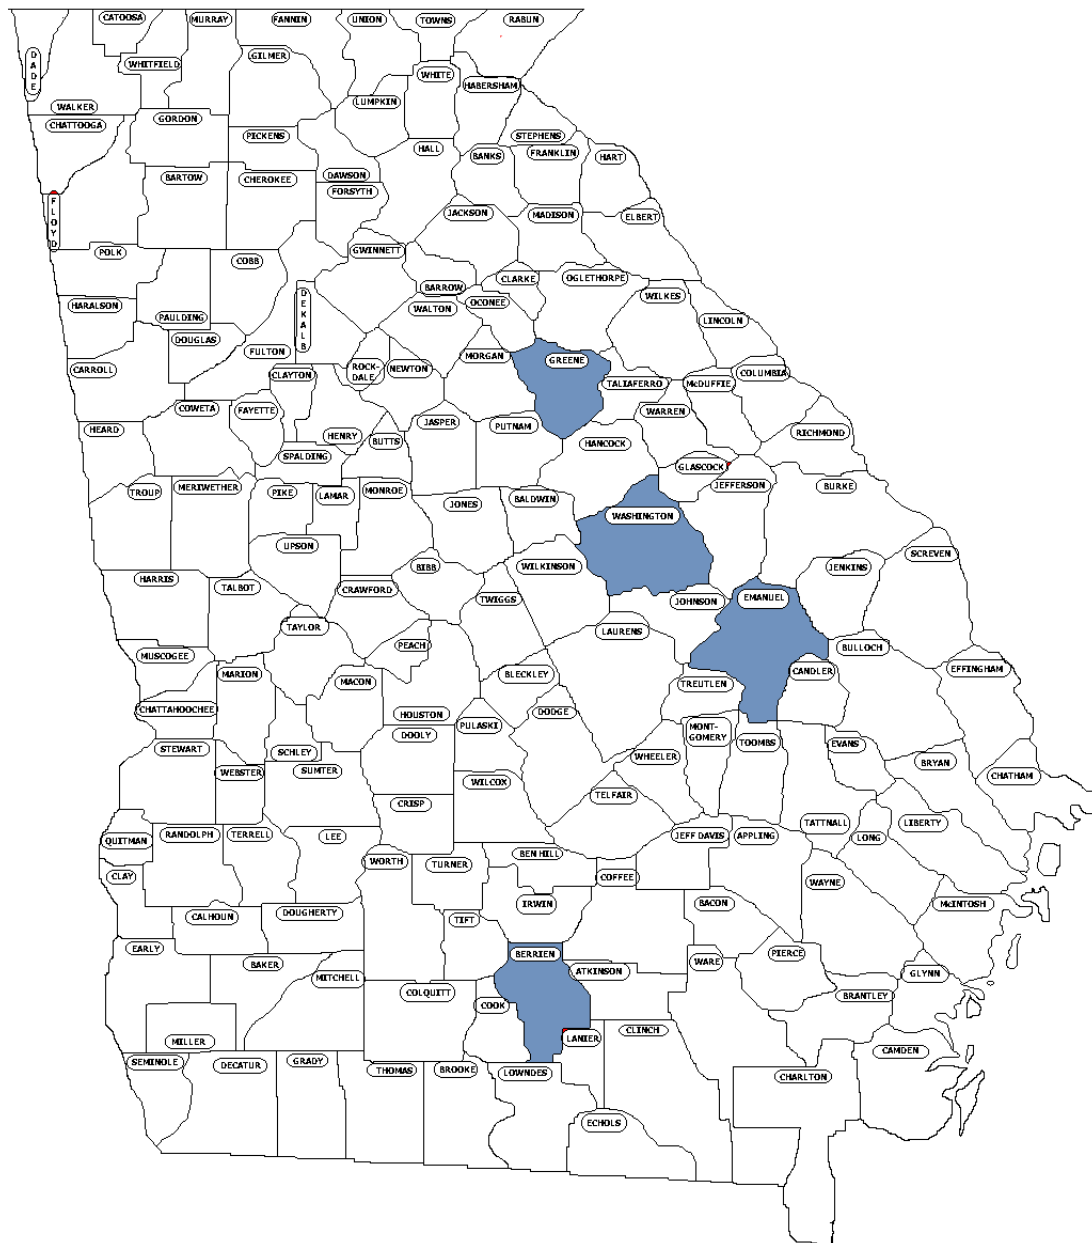 CATOOSA
MURRAY
FANNIN
UNION
TOWNS
RABUN
DADE
WHITFIELD
GILMER
WHITE
HABERSHAM
WALKER
LUMPKIN
CHATTOOGA
GORDON
PICKENS
STEPHENS
HALL
BANKS
FRANKLIN
HART
BARTOW
CHEROKEE
DAWSON
FORSYTH
FLOYD
JACKSON
MADISON
ELBERT
POLK
COBB
GWINNETT
BARROW
CLARKE
OGLETHORPE
HARALSON
PAULDING
DEKALB
WALTON
OCONEE
WILKES
LINCOLN
DOUGLAS
FULTON
CARROLL
CLAYTON
ROCK-
DALE
NEWTON
MORGAN
GREENE
TALIAFERRO
McDUFFIE
COLUMBIA
COWETA
FAYETTE
HEARD
HENRY
BUTTS
JASPER
PUTNAM
HANCOCK
WARREN
RICHMOND
SPALDING
GLASCOCK
JEFFERSON
BURKE
TROUP
MERIWETHER
PIKE
LAMAR
MONROE
JONES
BALDWIN
WASHINGTON
UPSON
SCREVEN
HARRIS
TALBOT
CRAWFORD
BIBB
WILKINSON
JENKINS
TWIGGS
JOHNSON
EMANUEL
TAYLOR
LAURENS
MUSCOGEE
MARION
PEACH
BULLOCH
EFFINGHAM
MACON
BLECKLEY
TREUTLEN
CANDLER
CHATTAHOOCHEE
HOUSTON
DODGE
DOOLY
PULASKI
MONT-
GOMERY
TOOMBS
EVANS
STEWART
SCHLEY
WEBSTER
SUMTER
WHEELER
BRYAN
CHATHAM
WILCOX
CRISP
TELFAIR
QUITMAN
RANDOLPH
TERRELL
LEE
JEFF DAVIS
APPLING
TATTNALL
LONG
LIBERTY
CLAY
WORTH
TURNER
BEN HILL
COFFEE
WAYNE
CALHOUN
DOUGHERTY
TIFT
IRWIN
BACON
McINTOSH
EARLY
BAKER
MITCHELL
BERRIEN
ATKINSON
WARE
PIERCE
GLYNN
COLQUITT
COOK
BRANTLEY
MILLER
LANIER
CLINCH
SEMINOLE
DECATUR
GRADY
THOMAS
BROOKE
LOWNDES
CHARLTON
CAMDEN
ECHOLS